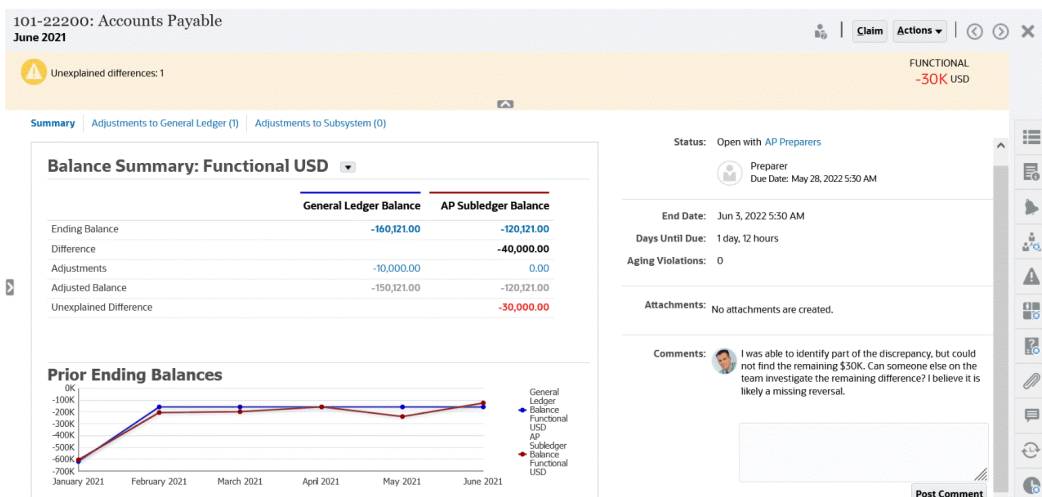 101-22200: Accounts Payable
June 2021
Claim
Actions
Unexplained differences: 1
FUNCTIONAL
-30K USD
Summary
Adjustments to General Ledger (1)
Adjustments to Subsystem (0)
Balance Summary: Functional USD
General Ledger Balance AP Subledger Balance
Ending Balance -160,121.00 -120,121.00
Difference -40,000.00
Adjustments -10,000.00 0.00
Adjusted Balance -150,121.00 -120,121.00
Unexplained Difference -30,000.00
Prior Ending Balances
0K
-100K
-200K
-300K
-400K
-500K
-600K
-700K
January 2021 February 2021 March 2021 April 2021 May 2021 June 2021
General
Ledger
Balance
Functional
USD
AP
Subledger
Balance
Functional
USD
Status: Open with AP Preparers
Preparer
Due Date: May 28, 2022 5:30 AM
End Date: Jun 3, 2022 5:30 AM
Days Until Due: 1 day, 12 hours
Aging Violations: 0
Attachments: No attachments are created.
Comments: I was able to identify part of the discrepancy, but could
not find the remaining $30K. Can someone else on the
team investigate the remaining difference? I believe it is
likely a missing reversal.
Post Comment